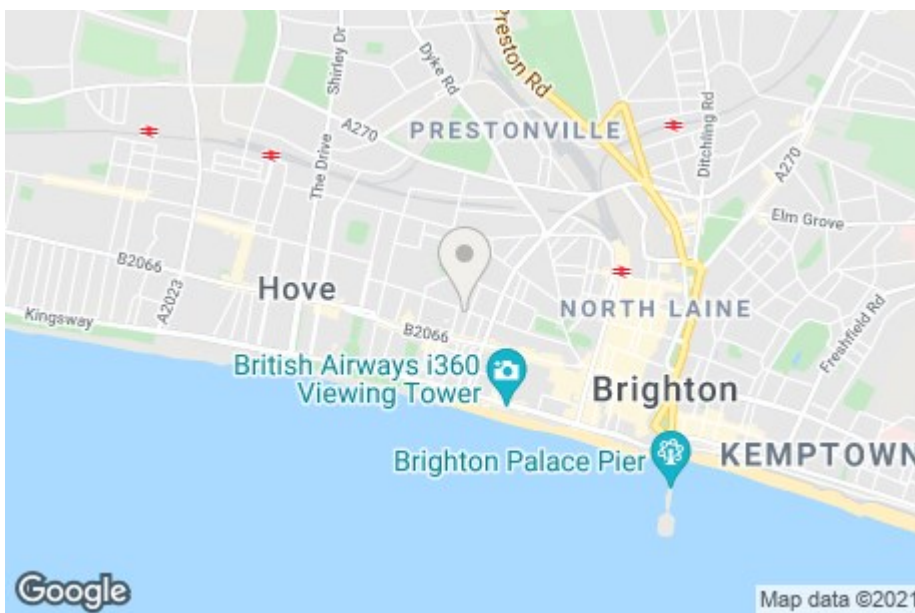 Shirley Dr
Dyke Rd
Preston Rd
A270
PRESTONVILLE
Ditchling Rd
A270
The Drive
Elm Grove
B2066
A2023
Hove
Kingsway
B2066
NORTH LAINE
Freshfield Rd
British Airways i360
Viewing Tower
Brighton
Brighton Palace Pier
KEMPTOWN
Google
Map data ©2021